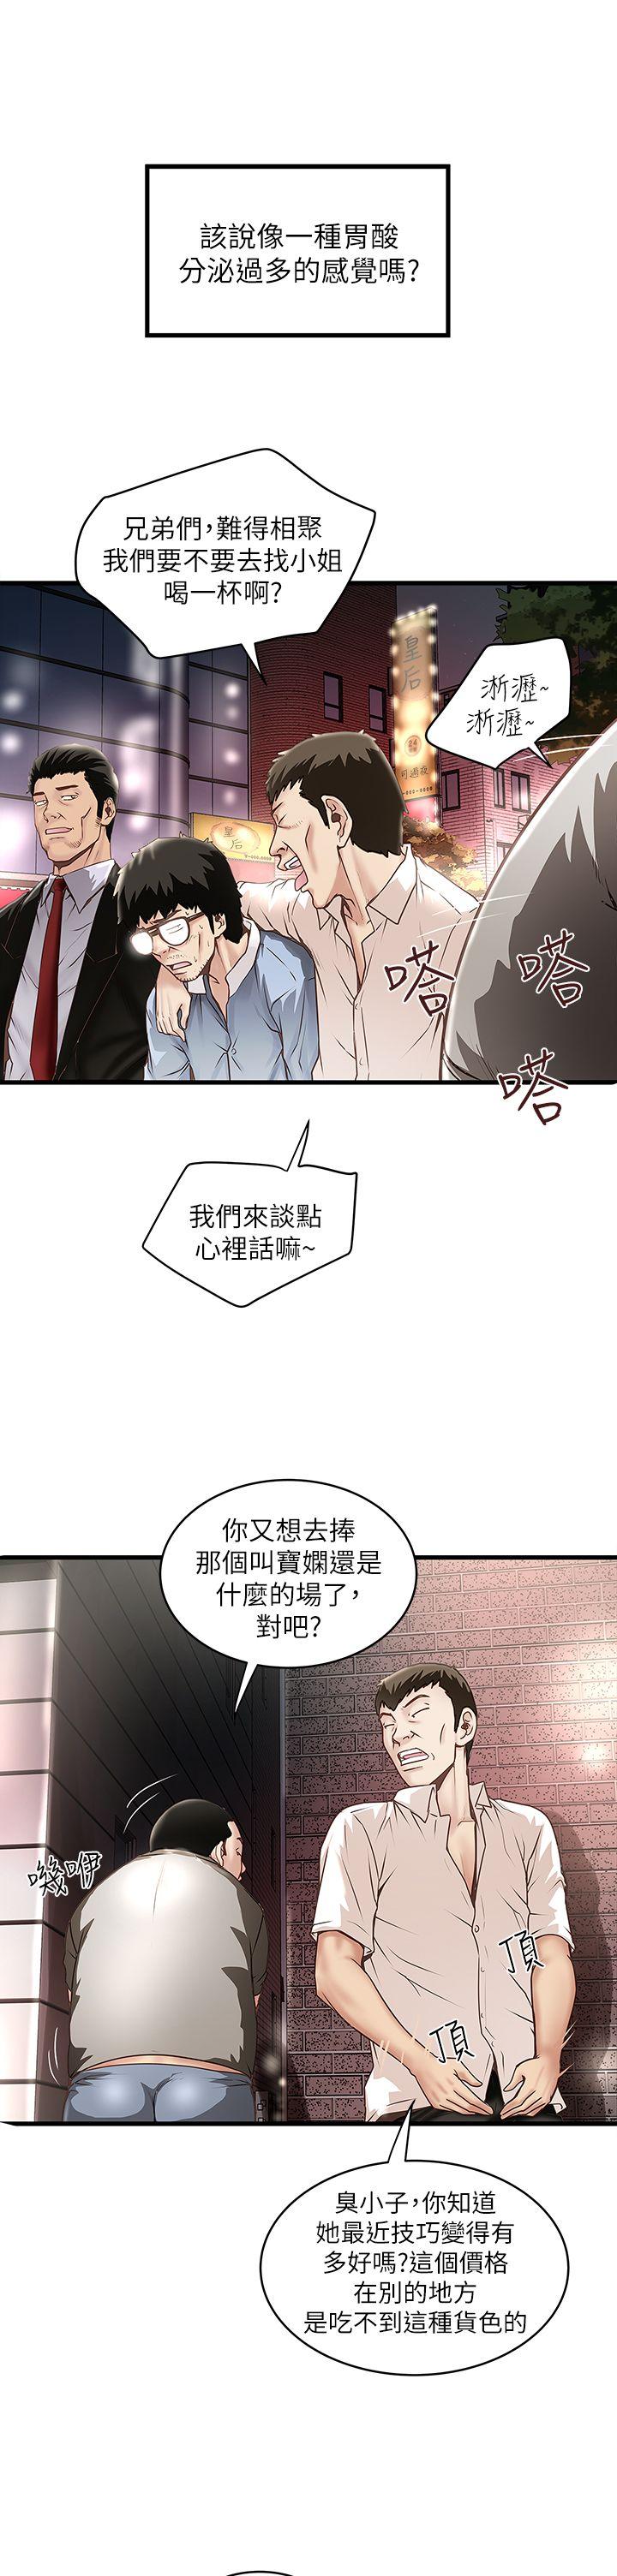 該說像一種胃酸
分泌過多的感覺嗎?
兄弟們，難得相聚
我們要不要去找小姐
喝一杯啊?
皇后
淅瀝~
淅瀝~
皇后
嗒
嗒
嗒
我們來談點
心裡話嘛~
你又想去捧
那個叫寶嫻還是
什麼的場了，
對吧?
嘰咿
頂
頂
臭小子，你知道
她最近技巧變得有
多好嗎?這個價格
在別的地方
是吃不到這種貨色的